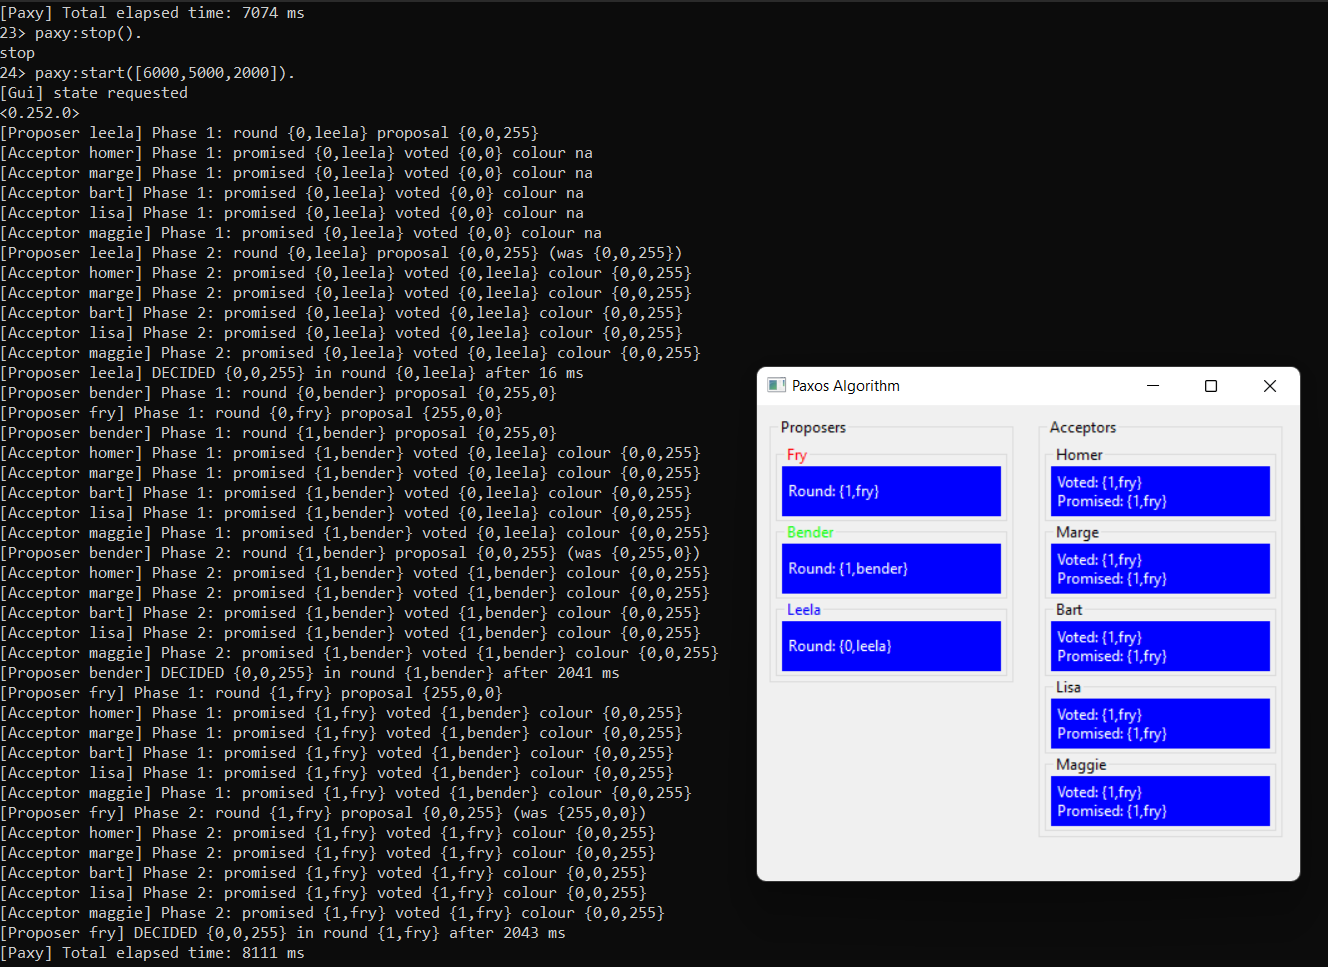 [Paxy] Total elapsed time: 7074 ms
23> paxy:stop().
stop
24> paxy:start([6000,5000,2000]).
[Gui] state requested
<0.252.0>
[Proposer leela] Phase 1: round {0,leela} proposal {0,0,255}
[Acceptor homer] Phase 1: promised {0,leela} voted {0,0} colour na
[Acceptor marge] Phase 1: promised {0,leela} voted {0,0} colour na
[Acceptor bart] Phase 1: promised {0,leela} voted {0,0} colour na
[Acceptor lisa] Phase 1: promised {0,leela} voted {0,0} colour na
[Acceptor maggie] Phase 1: promised {0,leela} voted {0,0} colour na
[Proposer leela] Phase 2: round {0,leela} proposal {0,0,255} (was {0,0,255})
[Acceptor homer] Phase 2: promised {0,leela} voted {0,leela} colour {0,0,255}
[Acceptor marge] Phase 2: promised {0,leela} voted {0,leela} colour {0,0,255}
[Acceptor bart] Phase 2: promised {0,leela} voted {0,leela} colour {0,0,255}
[Acceptor lisa] Phase 2: promised {0,leela} voted {0,leela} colour {0,0,255}
[Acceptor maggie] Phase 2: promised {0,leela} voted {0,leela} colour {0,0,255}
[Proposer leela] DECIDED {0,0,255} in round {0,leela} after 16 ms
[Proposer bender] Phase 1: round {0,bender} proposal {0,255,0}
[Proposer fry] Phase 1: round {0,fry} proposal {255,0,0}
[Proposer bender] Phase 1: round {1,bender} proposal {0,255,0}
[Acceptor homer] Phase 1: promised {1,bender} voted {0,leela} colour {0,0,255}
[Acceptor marge] Phase 1: promised {1,bender} voted {0,leela} colour {0,0,255}
[Acceptor bart] Phase 1: promised {1,bender} voted {0,leela} colour {0,0,255}
[Acceptor lisa] Phase 1: promised {1,bender} voted {0,leela} colour {0,0,255}
[Acceptor maggie] Phase 1: promised {1,bender} voted {0,leela} colour {0,0,255}
[Proposer bender] Phase 2: round {1,bender} proposal {0,0,255} (was {0,255,0})
[Acceptor homer] Phase 2: promised {1,bender} voted {1,bender} colour {0,0,255}
[Acceptor marge] Phase 2: promised {1,bender} voted {1,bender} colour {0,0,255}
[Acceptor bart] Phase 2: promised {1,bender} voted {1,bender} colour {0,0,255}
[Acceptor lisa] Phase 2: promised {1,bender} voted {1,bender} colour {0,0,255}
[Acceptor maggie] Phase 2: promised {1,bender} voted {1,bender} colour {0,0,255}
[Proposer bender] DECIDED {0,0,255} in round {1,bender} after 2041 ms
[Proposer fry] Phase 1: round {1,fry} proposal {255,0,0}
[Acceptor homer] Phase 1: promised {1,fry} voted {1,bender} colour {0,0,255}
[Acceptor marge] Phase 1: promised {1,fry} voted {1,bender} colour {0,0,255}
[Acceptor bart] Phase 1: promised {1,fry} voted {1,bender} colour {0,0,255}
[Acceptor lisa] Phase 1: promised {1,fry} voted {1,bender} colour {0,0,255}
[Acceptor maggie] Phase 1: promised {1,fry} voted {1,bender} colour {0,0,255}
[Proposer fry] Phase 2: round {1,fry} proposal {0,0,255} (was {255,0,0})
[Acceptor homer] Phase 2: promised {1,fry} voted {1,fry} colour {0,0,255}
[Acceptor marge] Phase 2: promised {1,fry} voted {1,fry} colour {0,0,255}
[Acceptor bart] Phase 2: promised {1,fry} voted {1,fry} colour {0,0,255}
[Acceptor lisa] Phase 2: promised {1,fry} voted {1,fry} colour {0,0,255}
[Acceptor maggie] Phase 2: promised {1,fry} voted {1,fry} colour {0,0,255}
[Proposer fry] DECIDED {0,0,255} in round {1,fry} after 2043 ms
[Paxy] Total elapsed time: 8111 ms
Paxos Algorithm
Proposers
Fry
Round: {1,fry}
Bender
Round: {1,bender}
Leela
Round: {0,leela}
Acceptors
Homer
Voted: {1,fry}
Promised: {1,fry}
Marge
Voted: {1,fry}
Promised: {1,fry}
Bart
Voted: {1,fry}
Promised: {1,fry}
Lisa
Voted: {1,fry}
Promised: {1,fry}
Maggie
Voted: {1,fry}
Promised: {1,fry}